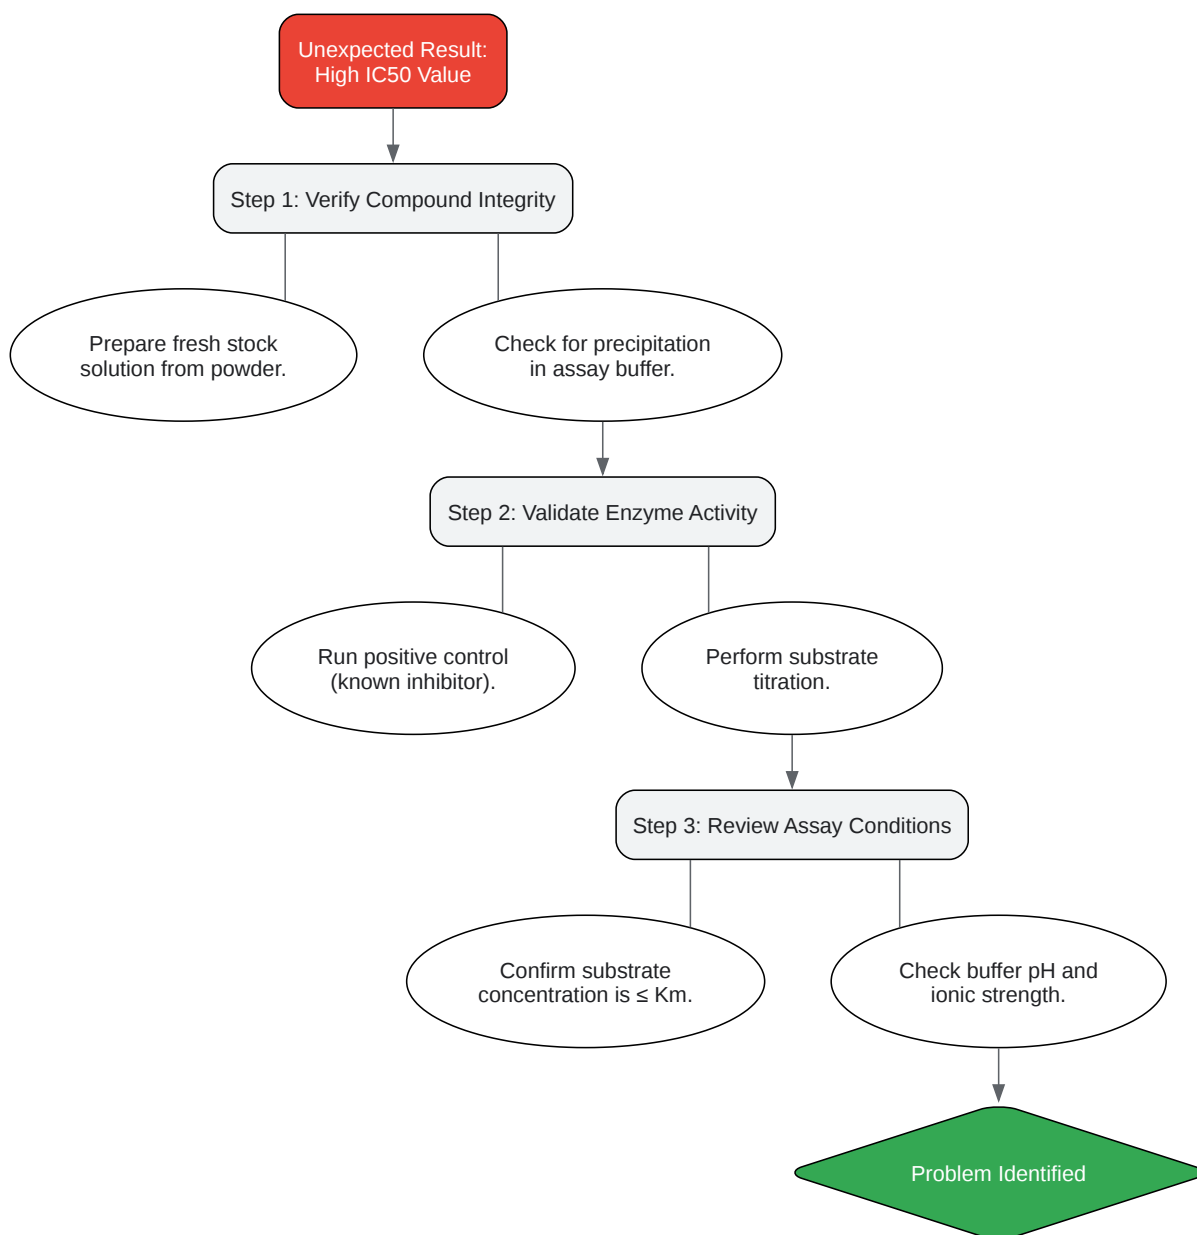 Unexpected Result:
High IC50 Value
Step 1: Verify Compound Integrity
Prepare fresh stock
solution from powder.
Check for precipitation
in assay buffer.
Step 2: Validate Enzyme Activity
Run positive control
(known inhibitor).
Perform substrate
titration.
Step 3: Review Assay Conditions
Confirm substrate
concentration is ≤ Km.
Check buffer pH and
ionic strength.
Problem Identified